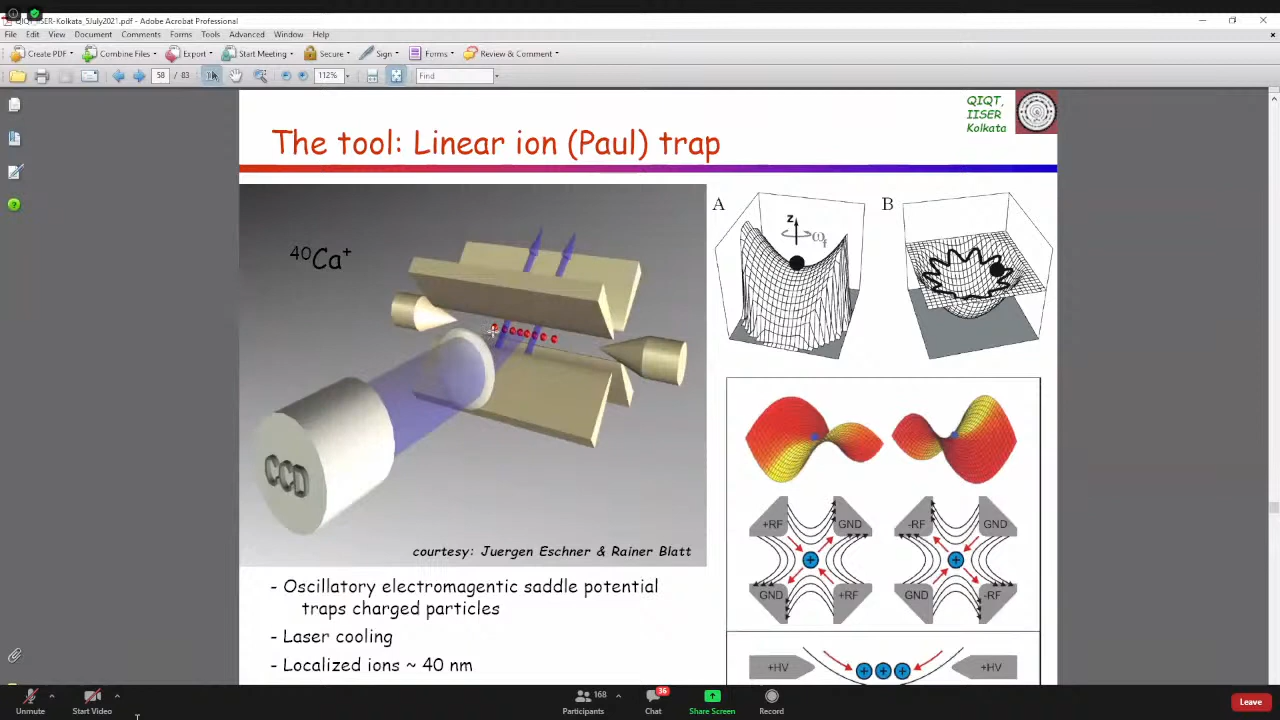 QIQT_IISER-Kolkata_5July2021.pdf - Adobe Acrobat Professional
File Edit View Document Comments Forms Tools Advanced Window Help
Create PDF Combine Files Export Start Meeting Secure Sign Forms Review & Comment
58 / 83 112% Find
QIQT,
IISER
Kolkata
The tool: Linear ion (Paul) trap
40Ca+
CCD
courtesy: Juergen Eschner & Rainer Blatt
A
z
ωf
B
+RF GND -RF GND
GND +RF GND -RF
+HV +HV
- Oscillatory electromagentic saddle potential
traps charged particles
- Laser cooling
- Localized ions ~ 40 nm
Unmute Start Video 168 Participants 36 Chat Share Screen Record Leave